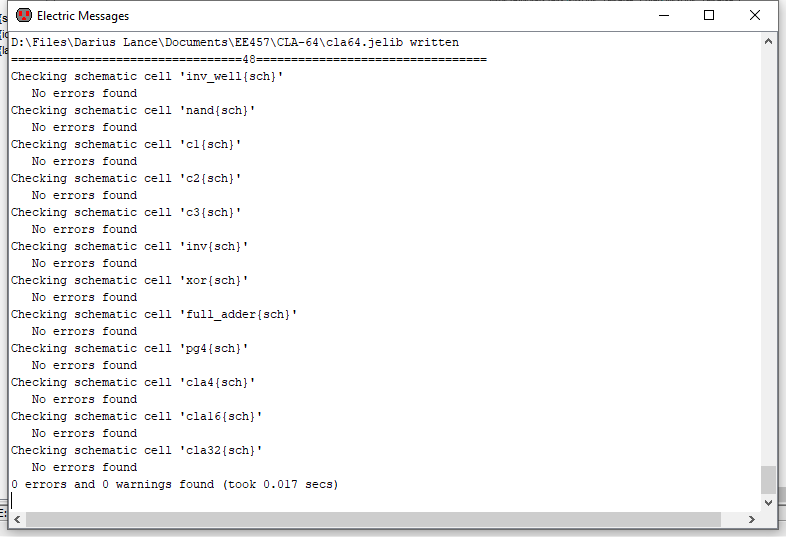 Electric Messages
D:\Files\Darius Lance\Documents\EE457\CLA-64\cla64.jelib written
=================================48=================================
Checking schematic cell 'inv_well{sch}'
No errors found
Checking schematic cell 'nand{sch}'
No errors found
Checking schematic cell 'c1{sch}'
No errors found
Checking schematic cell 'c2{sch}'
No errors found
Checking schematic cell 'c3{sch}'
No errors found
Checking schematic cell 'inv{sch}'
No errors found
Checking schematic cell 'xor{sch}'
No errors found
Checking schematic cell 'full_adder{sch}'
No errors found
Checking schematic cell 'pg4{sch}'
No errors found
Checking schematic cell 'cla4{sch}'
No errors found
Checking schematic cell 'cla16{sch}'
No errors found
Checking schematic cell 'cla32{sch}'
No errors found
0 errors and 0 warnings found (took 0.017 secs)